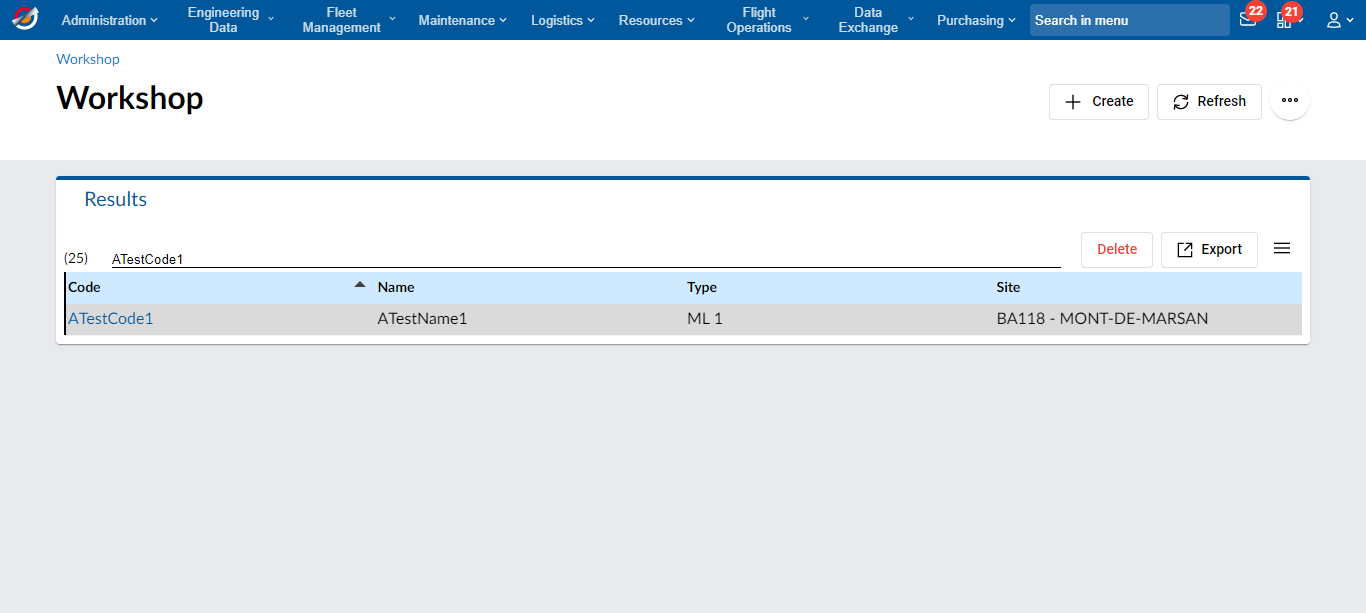 Administration
Engineering
Data
Fleet
Management
Maintenance
Logistics
Resources
Flight
Operations
Data
Exchange
Purchasing
Search in menu
22
21
Workshop
Workshop
Create
Refresh
Results
(25)
ATestCode1
Delete
Export
Code Name Type Site
ATestCode1 ATestName1 ML 1 BA118 - MONT-DE-MARSAN